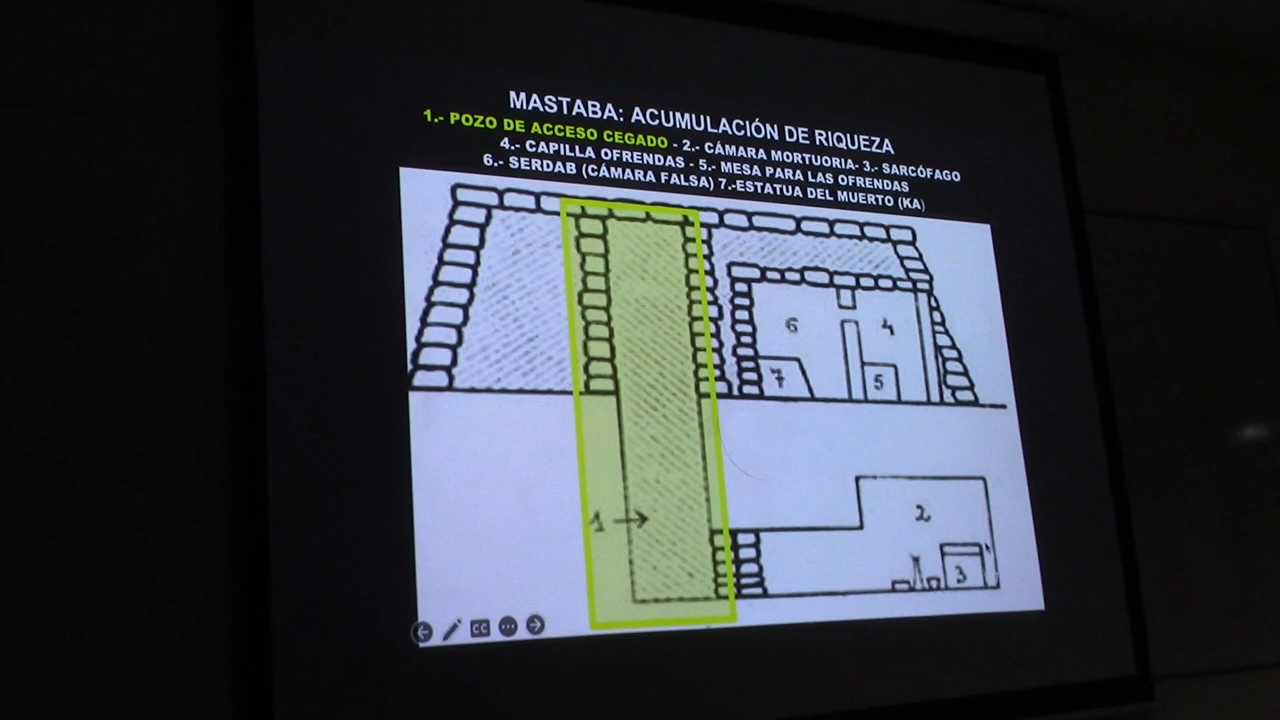 MASTABA: ACUMULACIÓN DE RIQUEZA
1.- POZO DE ACCESO CEGADO - 2.- CÁMARA MORTUORIA- 3.- SARCÓFAGO
4.- CAPILLA OFRENDAS - 5.- MESA PARA LAS OFRENDAS
6.- SERDAB (CÁMARA FALSA) 7.-ESTATUA DEL MUERTO (KA)
6 4
7 5
1
2
3
CC